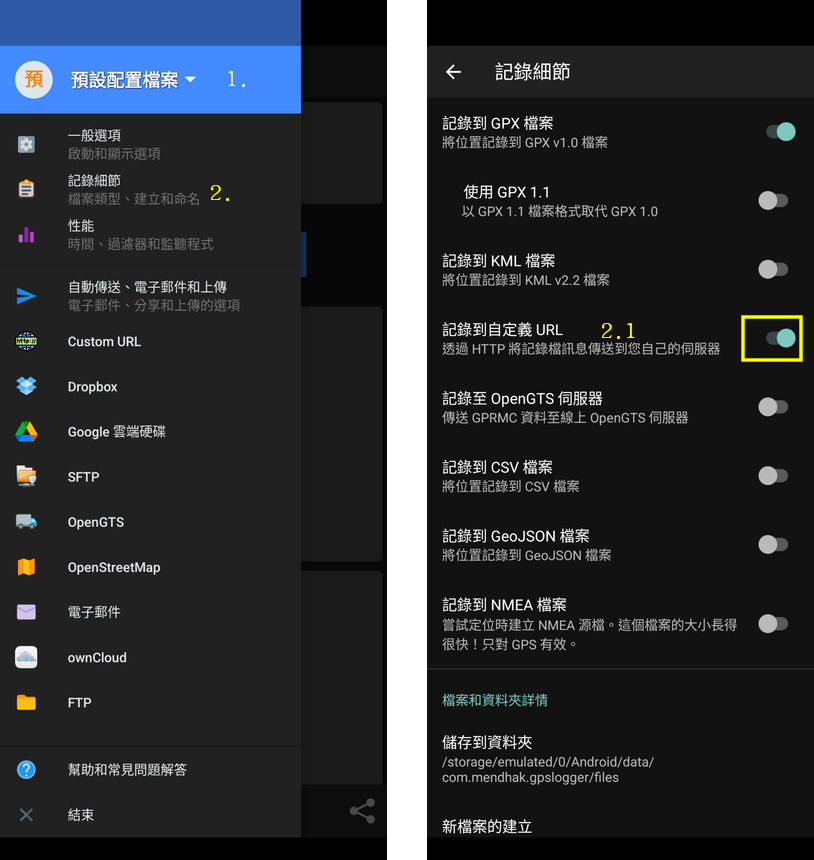 預
預設配置檔案
1.
一般選項
啟動和顯示選項
記錄細節
檔案類型、建立和命名
2.
性能
時間、過濾器和監聽程式
自動傳送、電子郵件和上傳
電子郵件、分享和上傳的選項
http://
Custom URL
Dropbox
Google 雲端硬碟
SFTP
OpenGTS
OpenStreetMap
電子郵件
ownCloud
FTP
幫助和常見問題解答
結束
記錄細節
記錄到 GPX 檔案
將位置記錄到 GPX v1.0 檔案
使用 GPX 1.1
以 GPX 1.1 檔案格式取代 GPX 1.0
記錄到 KML 檔案
將位置記錄到 KML v2.2 檔案
記錄到自定義 URL
2.1
透過 HTTP 將記錄檔訊息傳送到您自己的伺服器
記錄至 OpenGTS 伺服器
傳送 GPRMC 資料至線上 OpenGTS 伺服器
記錄到 CSV 檔案
將位置記錄到 CSV 檔案
記錄到 GeoJSON 檔案
將位置記錄到 GeoJSON 檔案
記錄到 NMEA 檔案
嘗試定位時建立 NMEA 源檔。這個檔案的大小長得
很快！只對 GPS 有效。
檔案和資料夾詳情
儲存到資料夾
/storage/emulated/0/Android/data/
com.mendhak.gpslogger/files
新檔案的建立